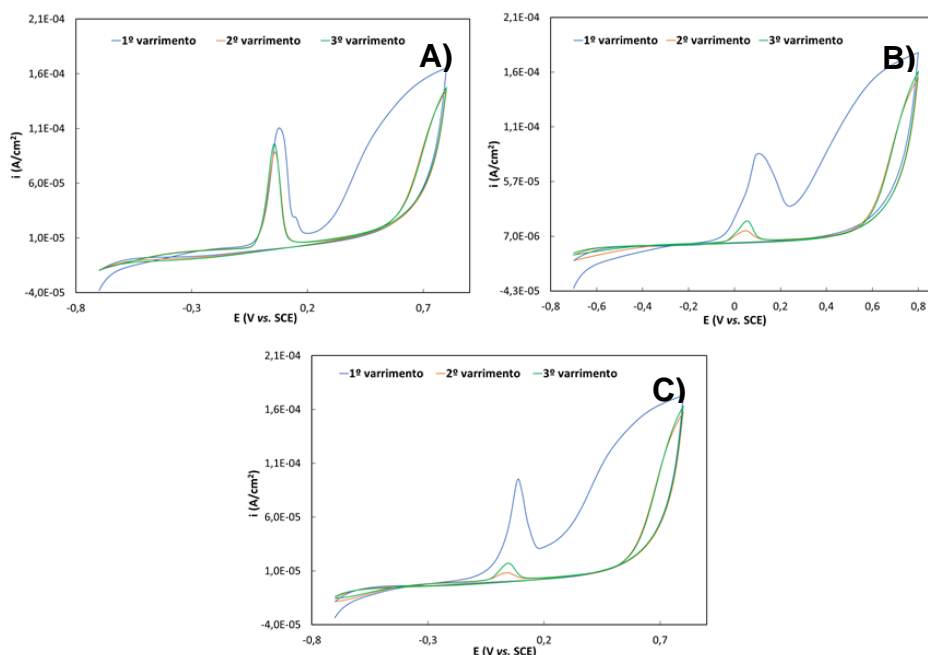 A)
2,1E-04
1,6E-04
1,1E-04
6,0E-05
1,0E-05
-4,0E-05
i (A/cm²)
1º varrimento 2º varrimento 3º varrimento
-0,8 -0,3 0,2 0,7
E (V vs. SCE)
B)
2,1E-04
1,6E-04
1,1E-04
5,7E-05
7,0E-06
-4,3E-05
i (A/cm²)
1º varrimento 2º varrimento 3º varrimento
-0,8 -0,6 -0,4 -0,2 0 0,2 0,4 0,6 0,8
E (V vs. SCE)
C)
2,1E-04
1,6E-04
1,1E-04
6,0E-05
1,0E-05
-4,0E-05
i (A/cm²)
1º varrimento 2º varrimento 3º varrimento
-0,8 -0,3 0,2 0,7
E (V vs. SCE)